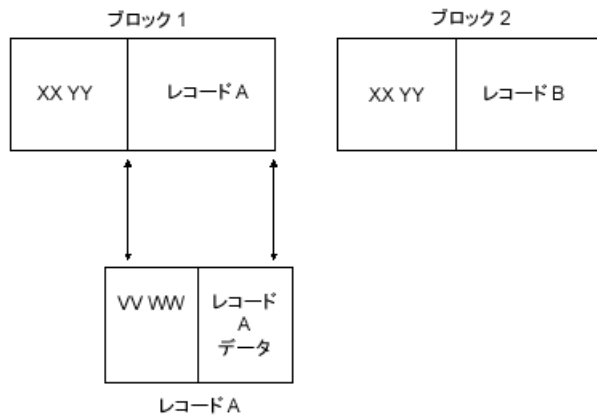 ブロック 1
ブロック 2
XX YY
レコード A
XX YY
レコード B
VV WW
レコード
A
データ
レコード A